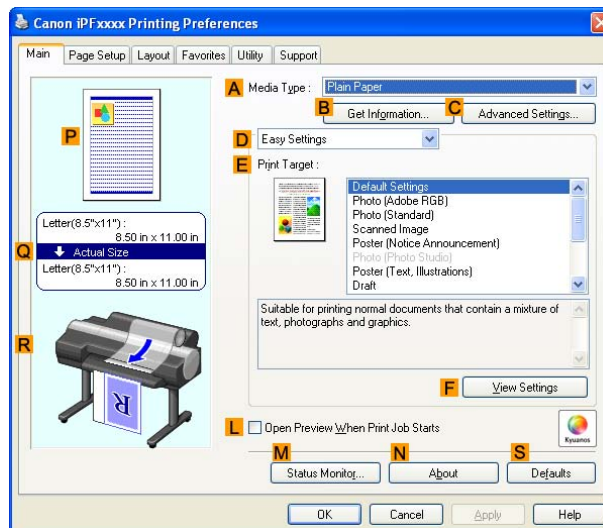 Canon iPFxxxx Printing Preferences
Main Page Setup Layout Favorites Utility Support
A Media Type : Plain Paper
B C
Get Information... Advanced Settings...
D Easy Settings
E Print Target :
P
Default Settings
Photo (Adobe RGB)
Photo (Standard)
Scanned Image
Poster (Notice Announcement)
Photo (Photo Studio)
Poster (Text, Illustrations)
Draft
Letter(8.5"x11") :
8.50 in x 11.00 in
Q Actual Size
Letter(8.5"x11") :
8.50 in x 11.00 in
Suitable for printing normal documents that contain a mixture of
text, photographs and graphics.
R
R
F View Settings
L Open Preview When Print Job Starts
Kyuanos
M N S
Status Monitor... About Defaults
OK Cancel Apply Help